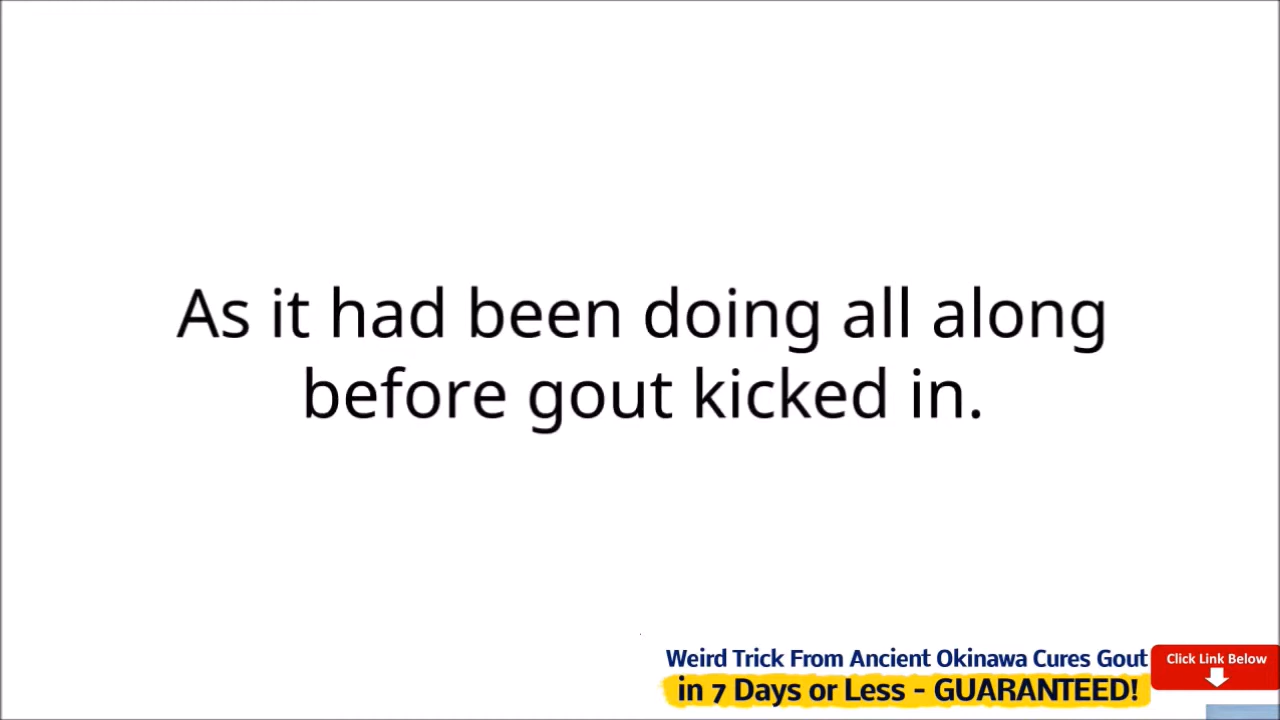 As it had been doing all along
before gout kicked in.
Weird Trick From Ancient Okinawa Cures Gout
in 7 Days or Less - GUARANTEED!
Click Link Below